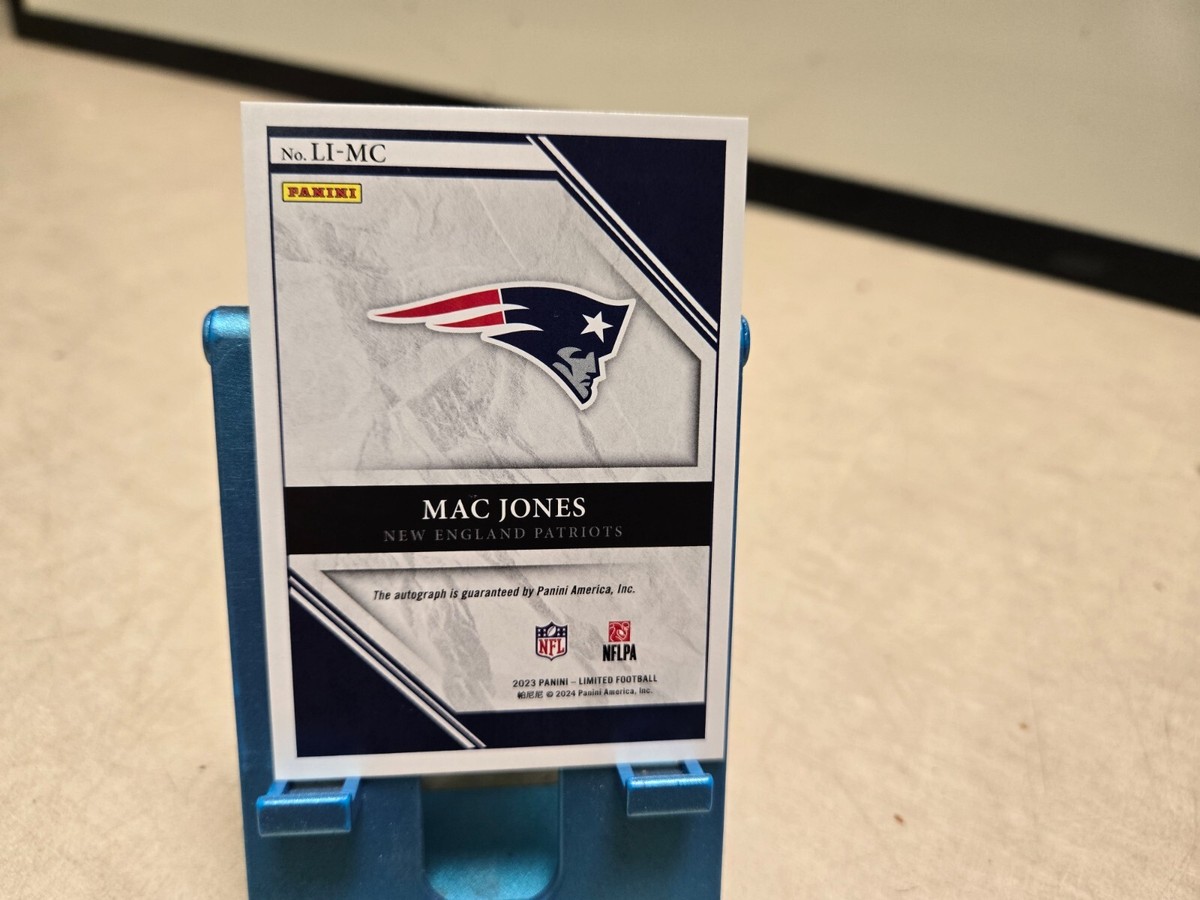 No. LI-MC
PANINI
MAC JONES
NEW ENGLAND PATRIOTS
The autograph is guaranteed by Panini America, Inc.
NFL
NFLPA
2023 PANINI – LIMITED FOOTBALL
帕尼尼 © 2024 Panini America, Inc.